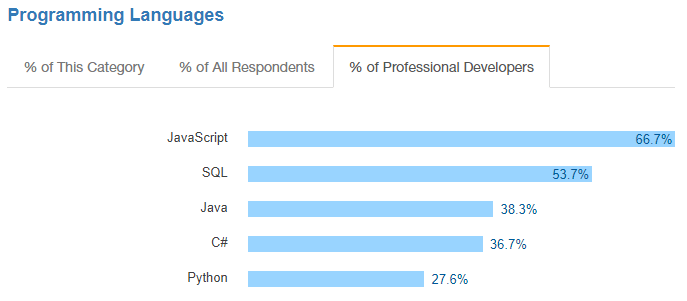 Programming Languages
% of This Category % of All Respondents % of Professional Developers
JavaScript 66.7%
SQL 53.7%
Java 38.3%
C# 36.7%
Python 27.6%